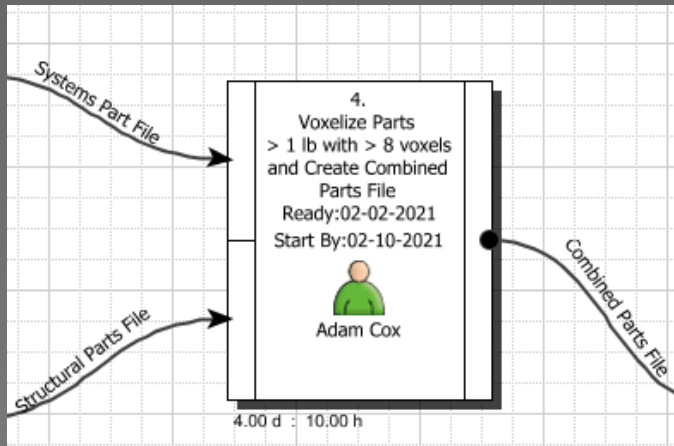 Systems Part File
4.
Voxelize Parts
> 1 lb with > 8 voxels
and Create Combined
Parts File
Ready:02-02-2021
Start By:02-10-2021
Adam Cox
Structural Parts File
Combined Parts File
4.00 d : 10.00 h